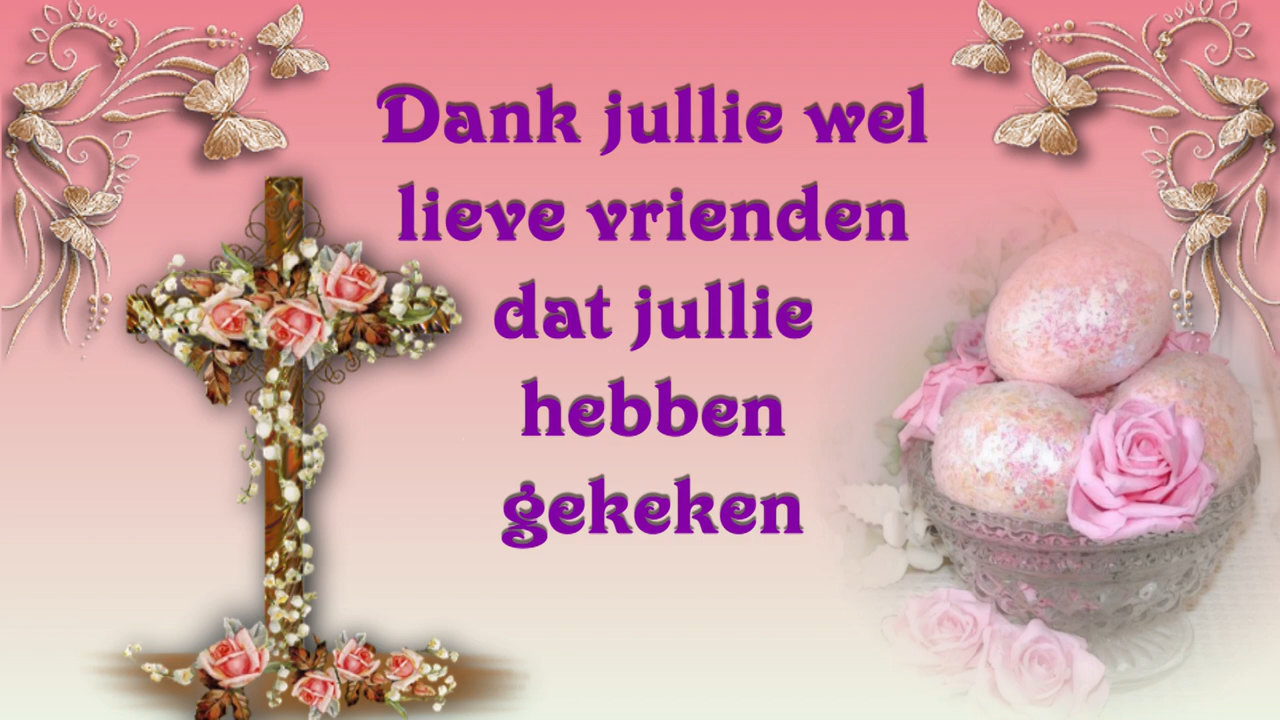 Dank jullie wel
lieve vrienden
dat jullie
hebben
gekeken